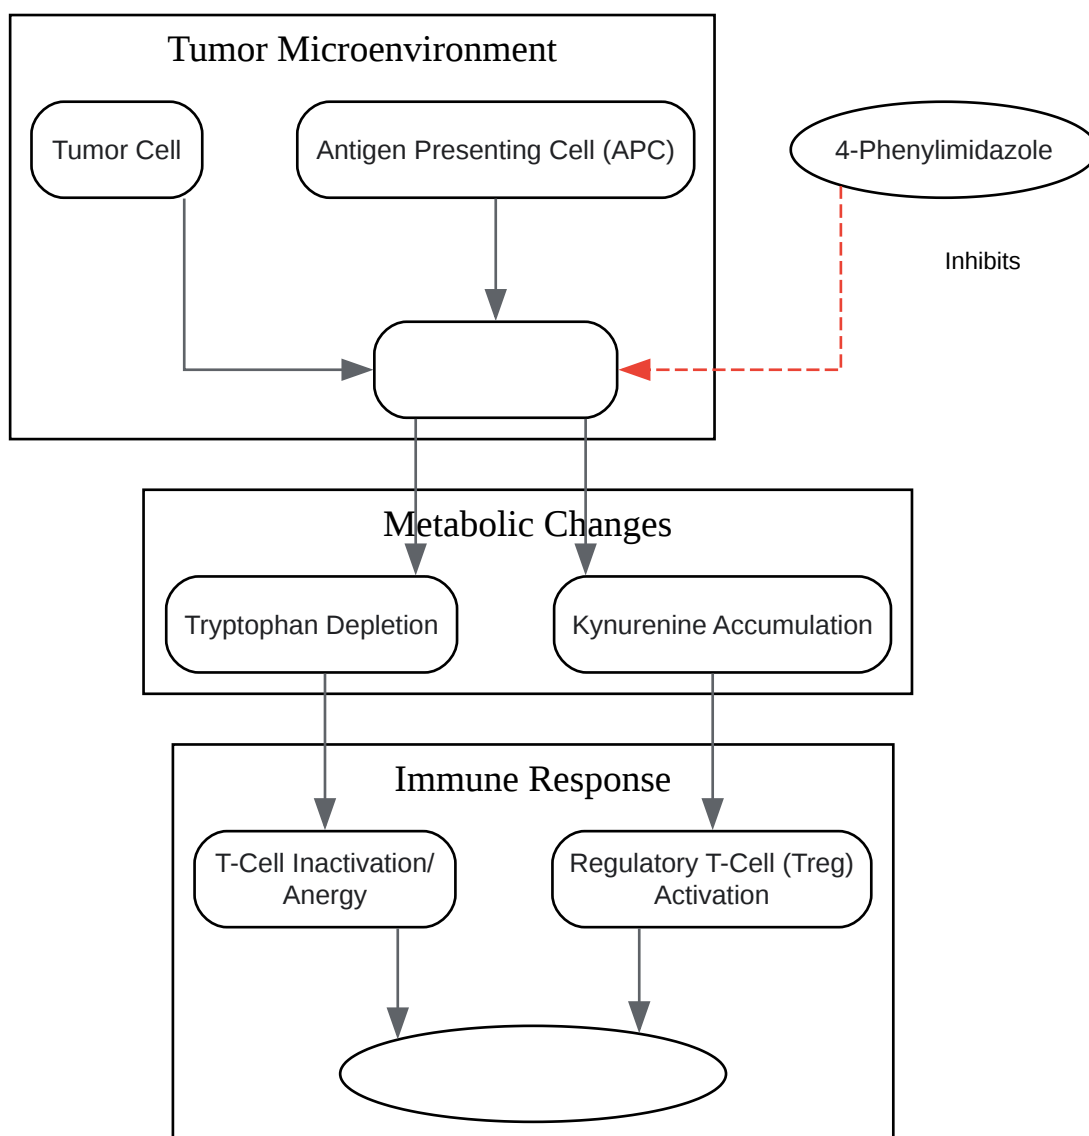 Tumor Microenvironment
Tumor Cell
Antigen Presenting Cell (APC)
4-Phenylimidazole
Inhibits
Metabolic Changes
Tryptophan Depletion
Kynurenine Accumulation
Immune Response
T-Cell Inactivation/
Anergy
Regulatory T-Cell (Treg)
Activation